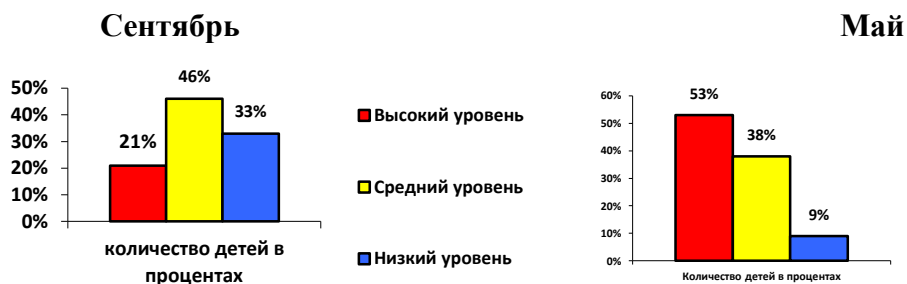 Сентябрь
Май
50%
40%
30%
20%
10%
0%
21%
46%
33%
количество детей в
процентах
Высокий уровень
Средний уровень
Низкий уровень
60%
50%
40%
30%
20%
10%
0%
53%
38%
9%
Количество детей в процентах